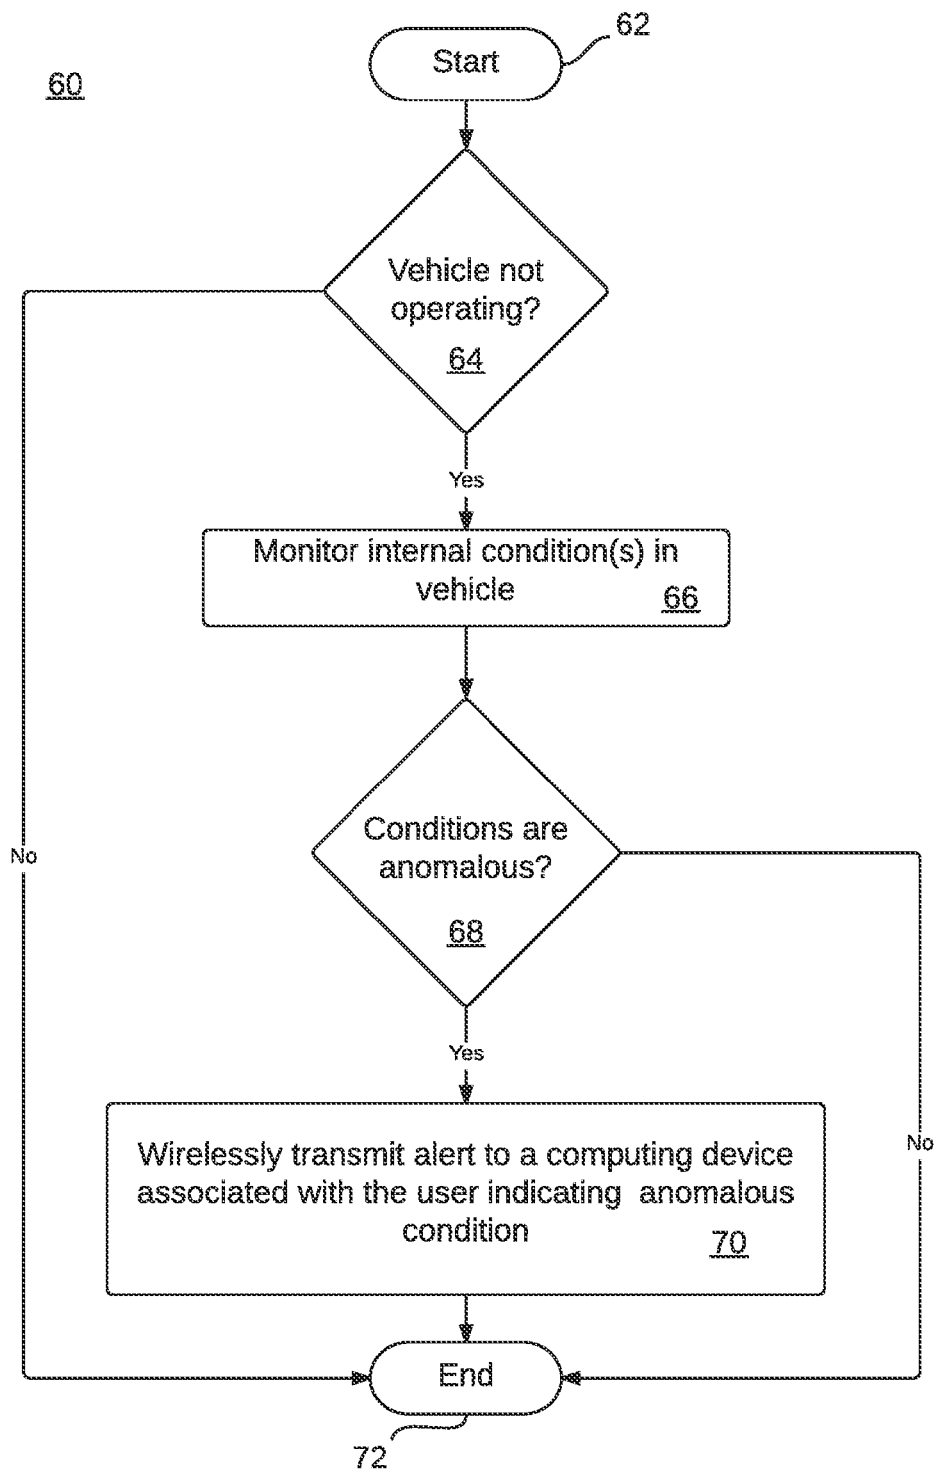 62
Start
60
Vehicle not
operating?
64
Yes
Monitor internal condition(s) in
vehicle
66
Conditions are
anomalous?
68
No
Yes
No
Wirelessly transmit alert to a computing device
associated with the user indicating anomalous
condition
70
End
72